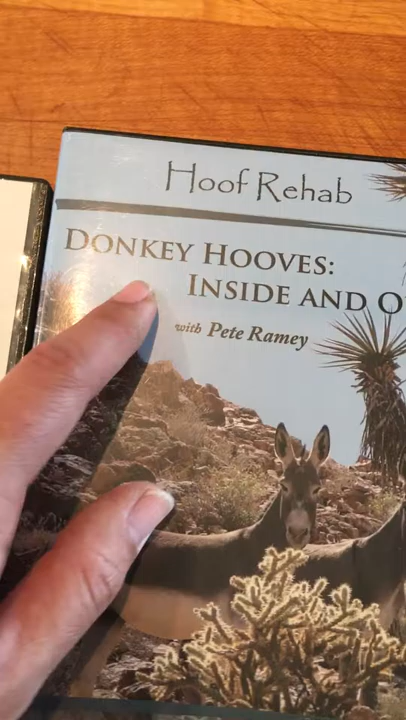 Hoof Rehab
DONKEY HOOVES:
INSIDE AND O
with Pete Ramey